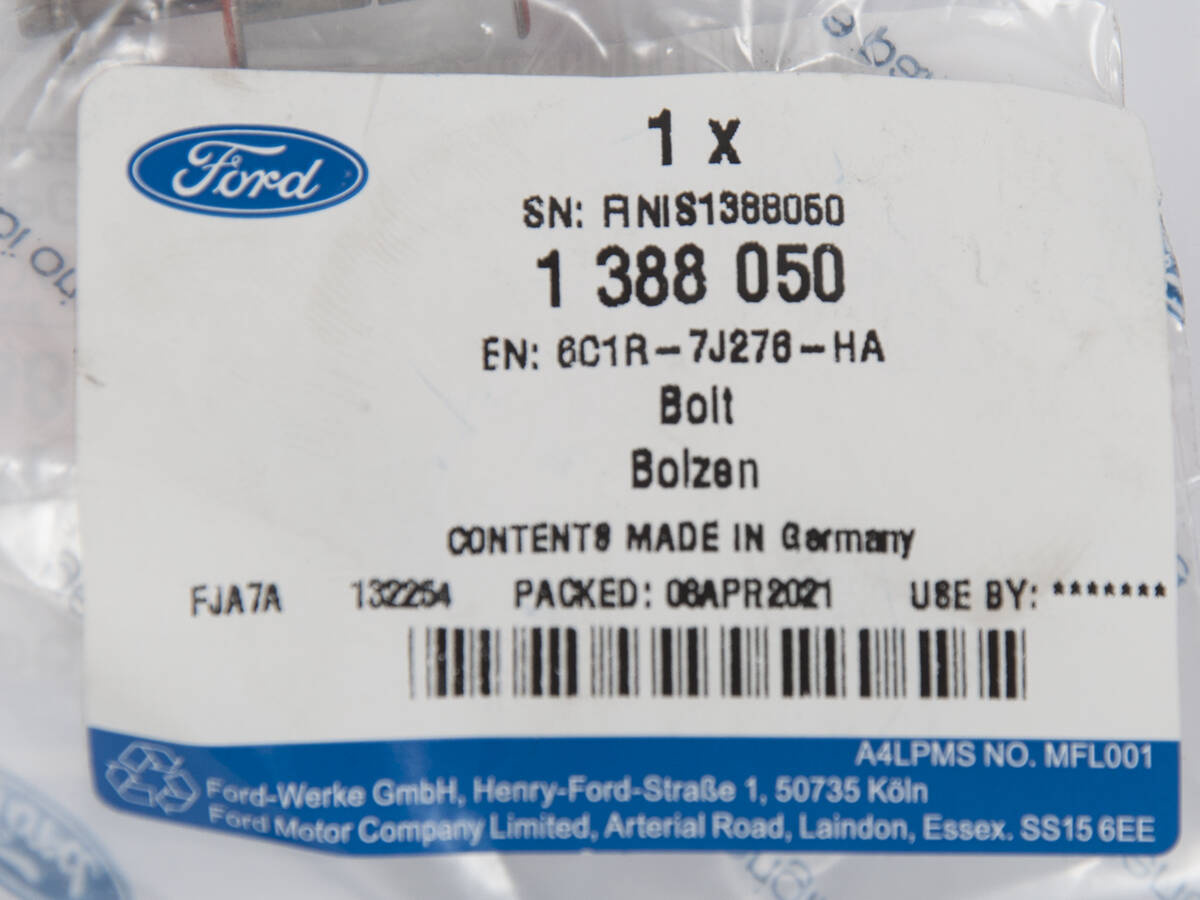 Ford
1 x
SN: FINIS1388050
1 388 050
EN: 6C1R-7J276-HA
Bolt
Bolzen
CONTENTS MADE IN Germany
FJA7A 132254 PACKED: 08APR2021 USE BY: *******
A4LPMS NO. MFL001
Ford-Werke GmbH, Henry-Ford-Straße 1, 50735 Köln
Ford Motor Company Limited, Arterial Road, Laindon, Essex. SS15 6EE